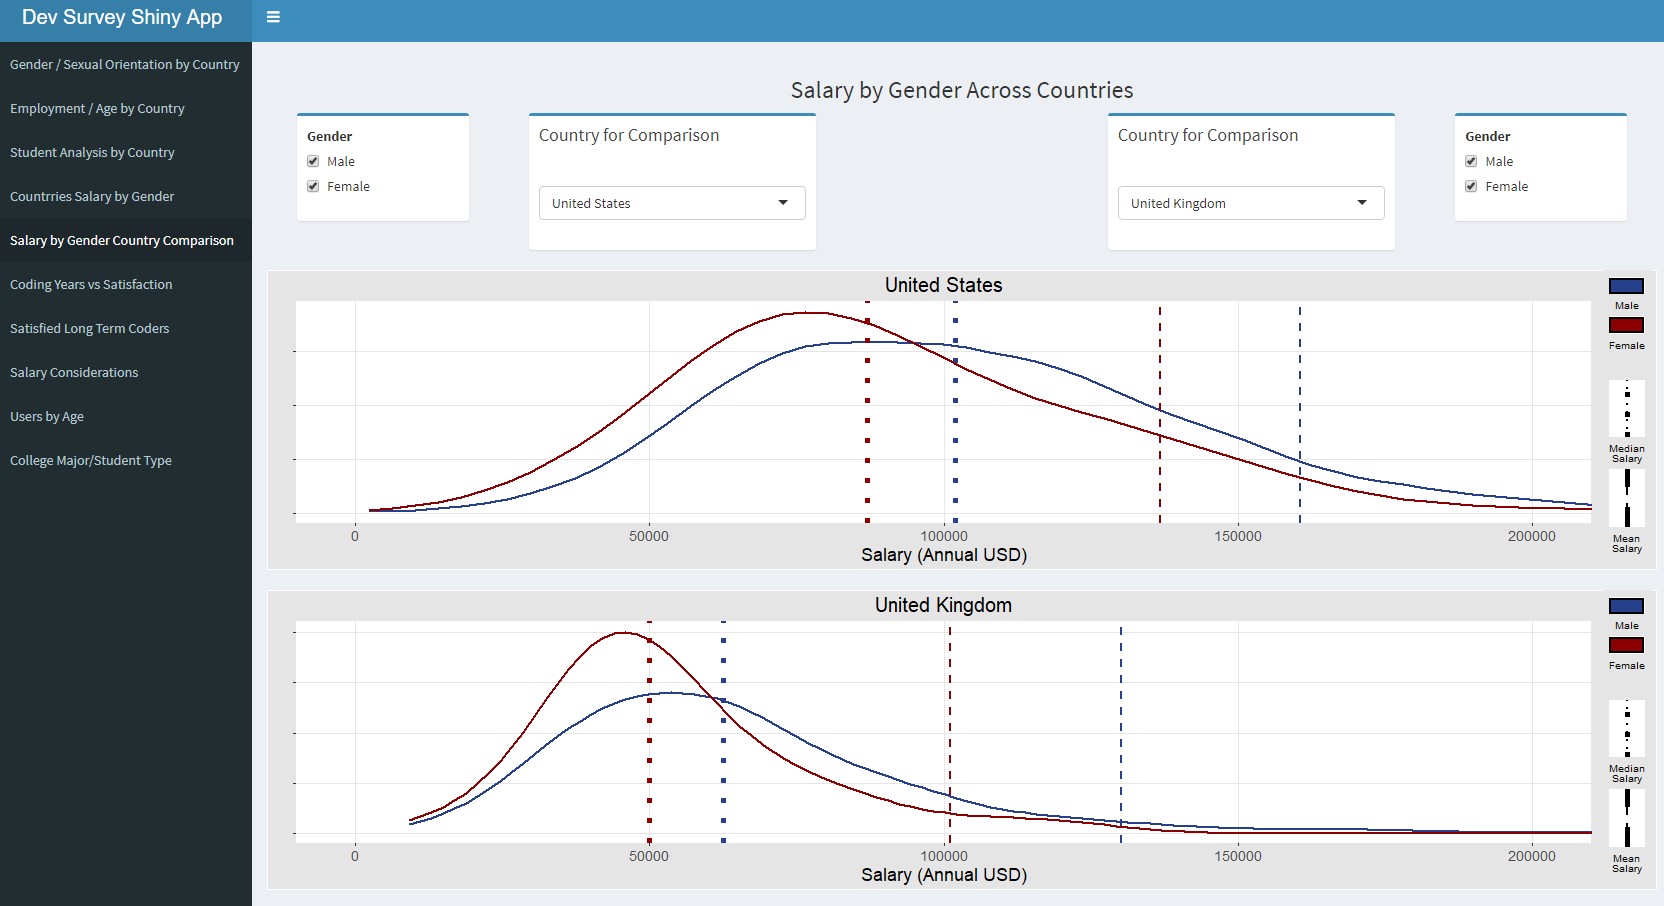 Dev Survey Shiny App
Gender / Sexual Orientation by Country
Employment / Age by Country
Student Analysis by Country
Countrries Salary by Gender
Salary by Gender Country Comparison
Coding Years vs Satisfaction
Satisfied Long Term Coders
Salary Considerations
Users by Age
College Major/Student Type
Salary by Gender Across Countries
Gender
Male
Female
Country for Comparison
United States
Country for Comparison
United Kingdom
Gender
Male
Female
United States
0 50000 100000 150000 200000
Salary (Annual USD)
Male
Female
Median
Salary
Mean
Salary
United Kingdom
0 50000 100000 150000 200000
Salary (Annual USD)
Male
Female
Median
Salary
Mean
Salary